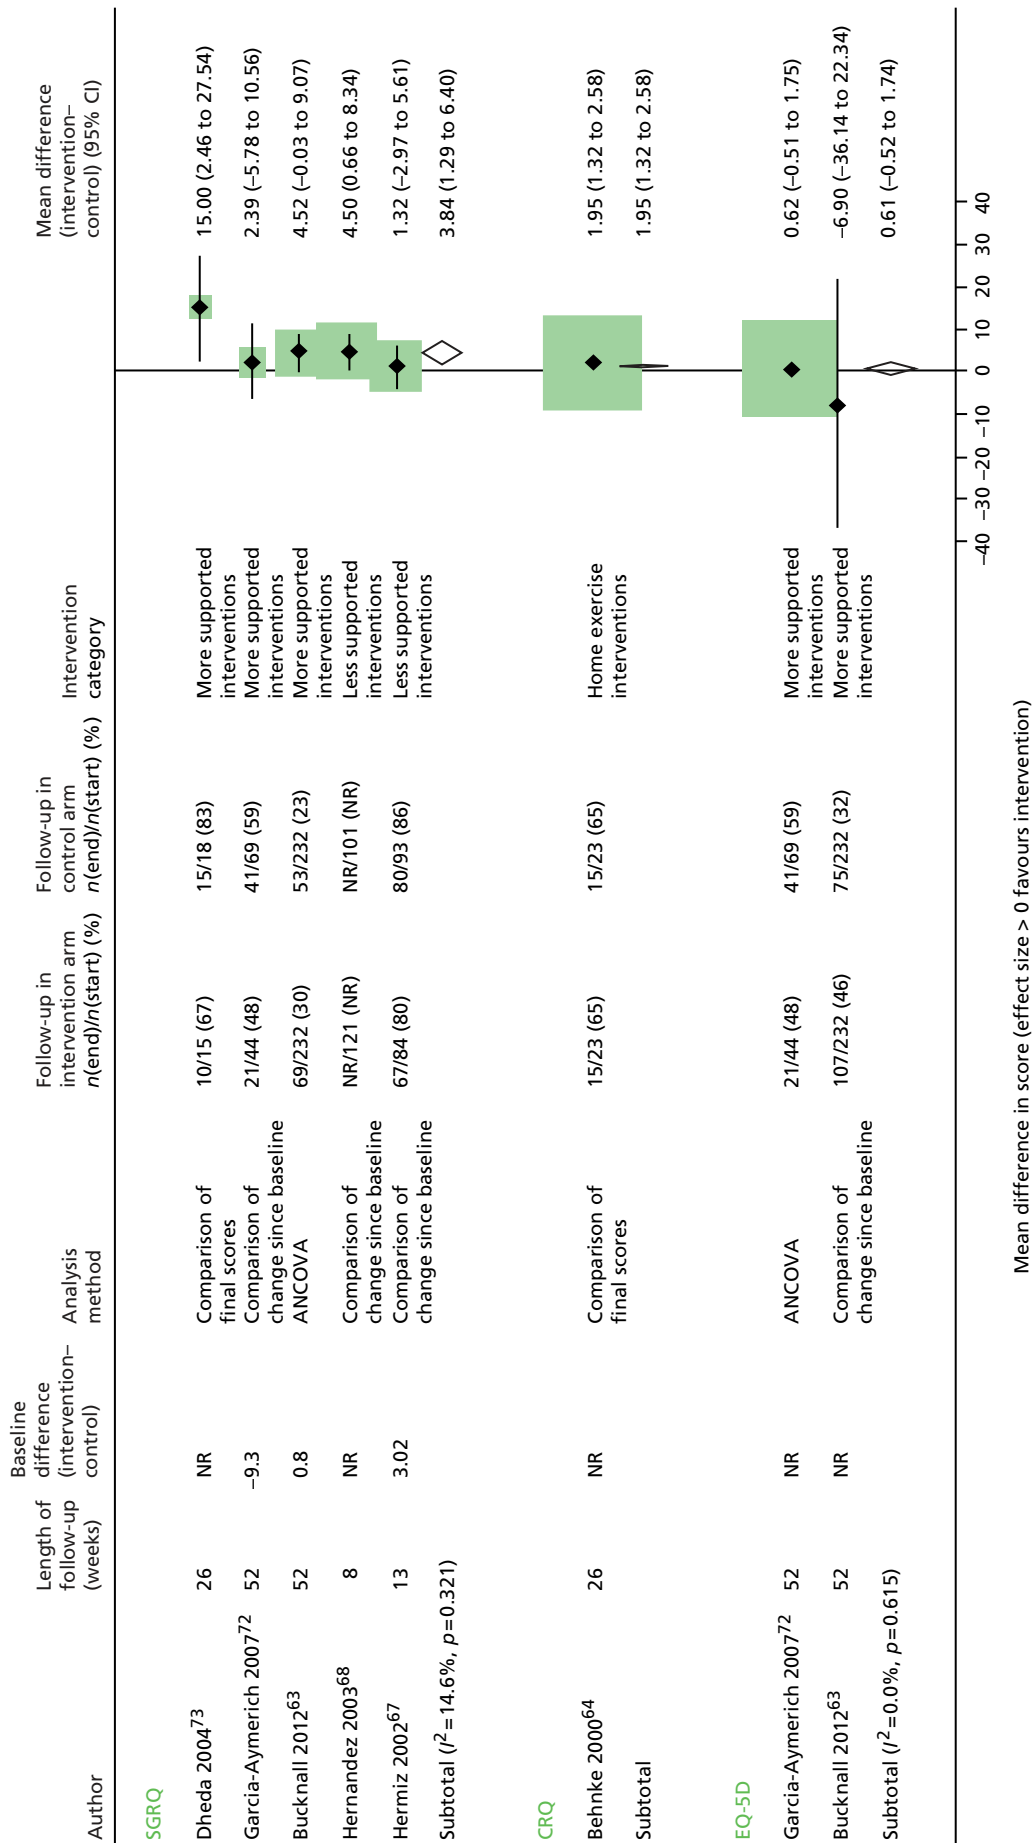 Author
Length of
follow-up
(weeks)
Baseline
difference
(intervention–
control)
Analysis
method
Follow-up in
intervention arm
n(end)/n(start) (%)
Follow-up in
control arm
n(end)/n(start) (%)
Intervention
category
Mean difference
(intervention–
control) (95% CI)
SGRQ
Dheda 2004⁷³ 26 NR Comparison of final scores 10/15 (67) 15/18 (83) More supported interventions 15.00 (2.46 to 27.54)
Garcia-Aymerich 2007⁷² 52 –9.3 Comparison of change since baseline 21/44 (48) 41/69 (59) More supported interventions 2.39 (–5.78 to 10.56)
Bucknall 2012⁶³ 52 0.8 ANCOVA 69/232 (30) 53/232 (23) More supported interventions 4.52 (–0.03 to 9.07)
Hernandez 2003⁶⁸ 8 NR Comparison of change since baseline NR/121 (NR) NR/101 (NR) Less supported interventions 4.50 (0.66 to 8.34)
Hermiz 2002⁶⁷ 13 3.02 Comparison of change since baseline 67/84 (80) 80/93 (86) Less supported interventions 1.32 (–2.97 to 5.61)
Subtotal (I²=14.6%, p=0.321) 3.84 (1.29 to 6.40)
CRQ
Behnke 2000⁶⁴ 26 NR Comparison of final scores 15/23 (65) 15/23 (65) Home exercise interventions 1.95 (1.32 to 2.58)
Subtotal 1.95 (1.32 to 2.58)
EQ-5D
Garcia-Aymerich 2007⁷² 52 NR ANCOVA 21/44 (48) 41/69 (59) More supported interventions 0.62 (–0.51 to 1.75)
Bucknall 2012⁶³ 52 NR Comparison of change since baseline 107/232 (46) 75/232 (32) More supported interventions –6.90 (–36.14 to 22.34)
Subtotal (I²=0.0%, p=0.615) 0.61 (–0.52 to 1.74)
–40 –30 –20 –10 0 10 20 30 40
Mean difference in score (effect size > 0 favours intervention)